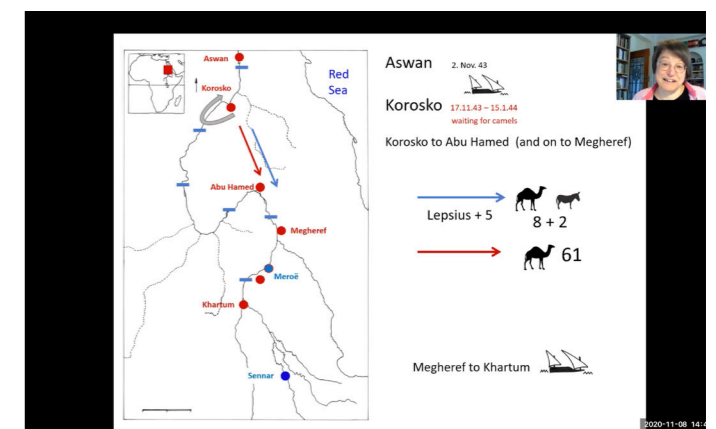 Aswan
Korosko
Red
Sea
Abu Hamed
Megheref
Meroë
Khartum
Sennar
Aswan 2. Nov. 43
Korosko 17.11.43 – 15.1.44
waiting for camels
Korosko to Abu Hamed (and on to Megheref)
Lepsius + 5
8 + 2
61
Megheref to Khartum
2020-11-08 14:4